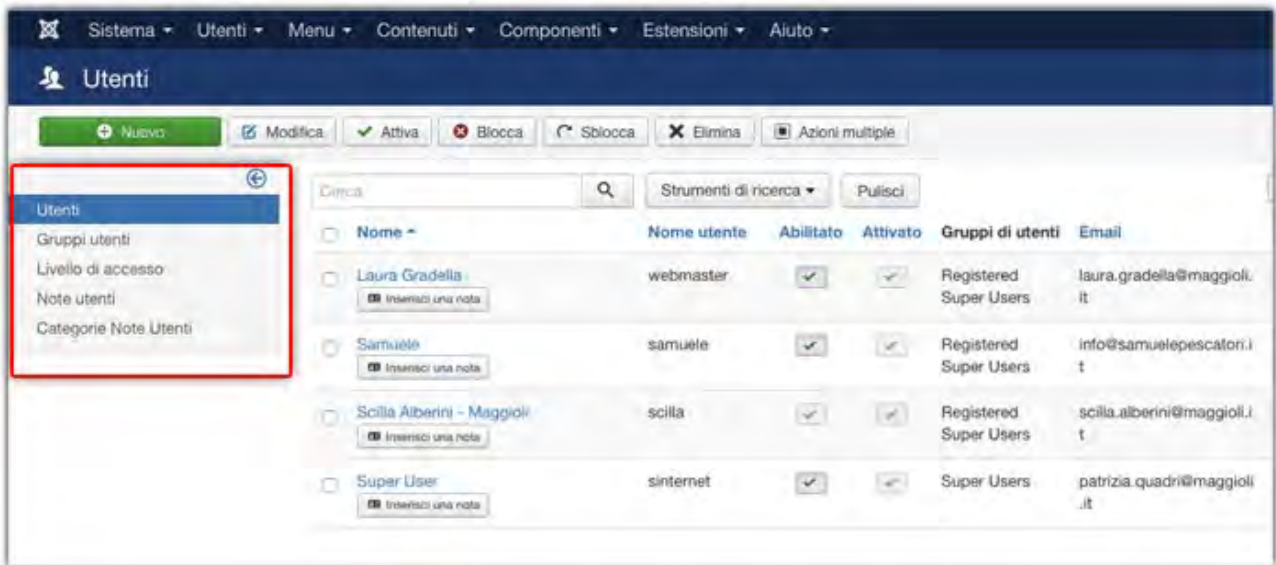 Sistema Utenti Menu Contenuti Componenti Estensioni Aiuto
Utenti
Nuovo Modifica Attiva Blocca Sblocca Elimina Azioni multiple
Cerca Strumenti di ricerca Pulisci
Utenti
Gruppi utenti
Livello di accesso
Note utenti
Categorie Note Utenti
Nome Nome utente Abilitato Attivato Gruppi di utenti Email
Laura Gradella webmaster Registered laura.gradella@maggioli.
Inserisci una nota Super Users it
Samuele samuele Registered info@samuelepescatori.i
Inserisci una nota Super Users t
Scilla Alberini - Maggioli scilla Registered scilla.alberini@maggioli.i
Inserisci una nota Super Users t
Super User sinternet Super Users patrizia.quadri@maggioli
Inserisci una nota .it